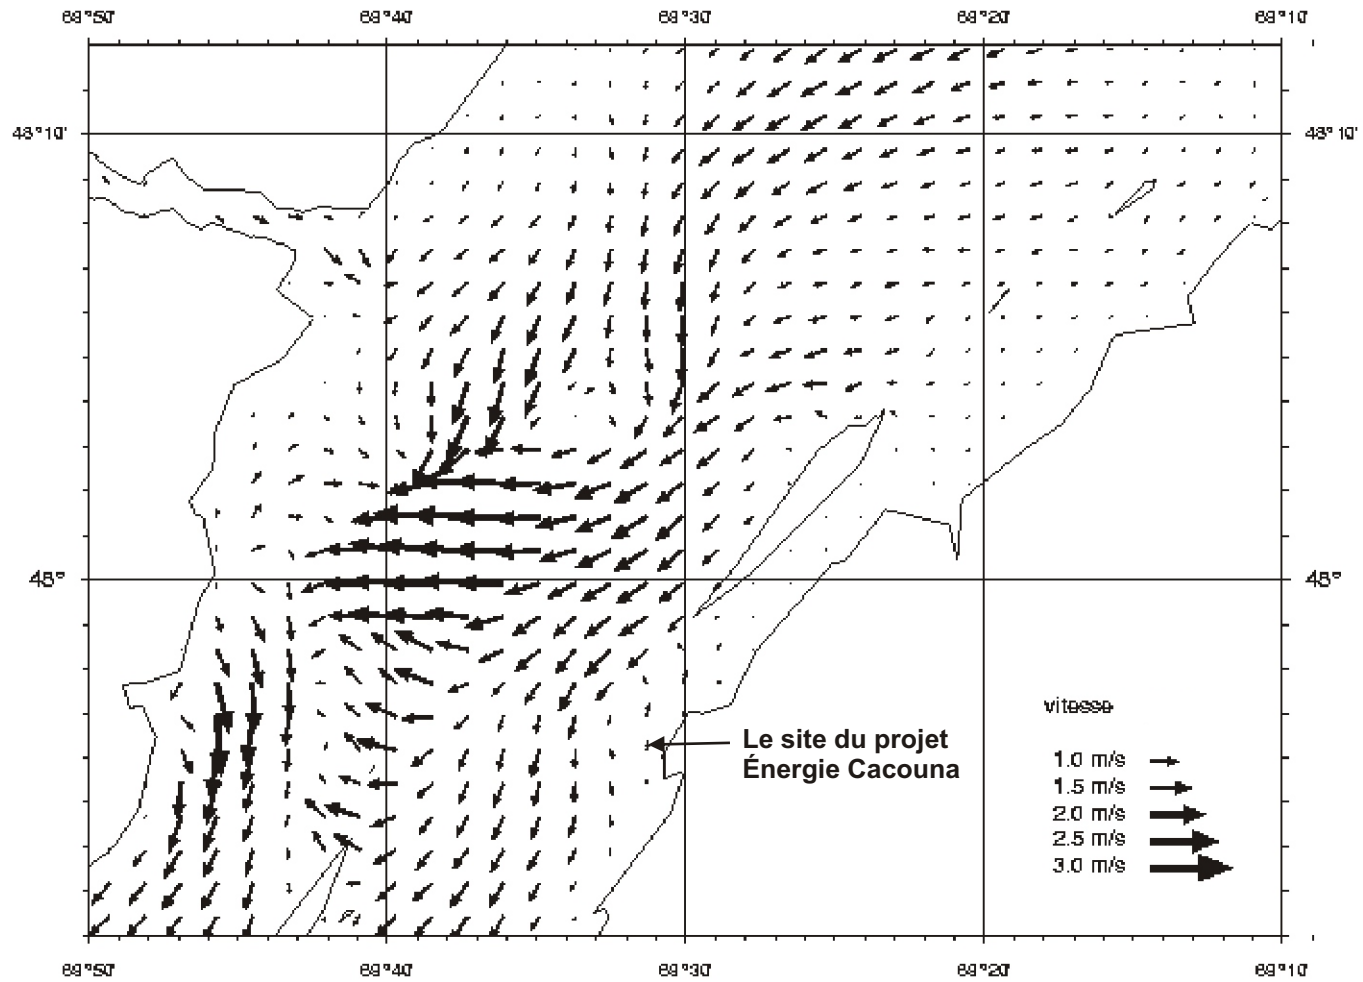 69°50' 69°40' 69°30' 69°20' 69°10'
48°10' 48°10'
48° 48°
vitesse
Le site du projet
Énergie Cacouna
1.0 m/s
1.5 m/s
2.0 m/s
2.5 m/s
3.0 m/s
69°50' 69°40' 69°30' 69°20' 69°10'